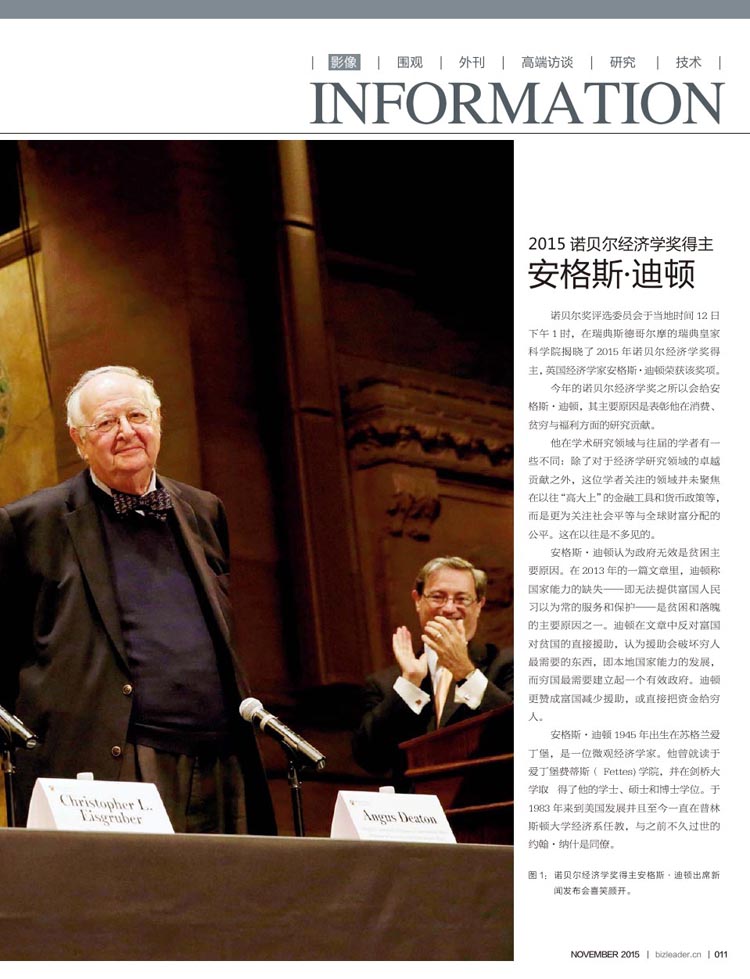 | 影像 | 围观 | 外刊 | 高端访谈 | 研究 | 技术 |
INFORMATION
2015 诺贝尔经济学奖得主
安格斯·迪顿
诺贝尔奖评选委员会于当地时间 12 日
下午 1 时，在瑞典斯德哥尔摩的瑞典皇家
科学院揭晓了 2015 年诺贝尔经济学奖得
主，英国经济学家安格斯·迪顿荣获该奖项。
今年的诺贝尔经济学奖之所以会给安
格斯·迪顿，其主要原因是表彰他在消费、
贫穷与福利方面的研究贡献。
他在学术研究领域与往届的学者有一
些不同：除了对于经济学研究领域的卓越
贡献之外，这位学者关注的领域并未聚焦
在以往“高大上”的金融工具和货币政策等，
而是更为关注社会平等与全球财富分配的
公平。这在以往是不多见的。
安格斯·迪顿认为政府无效是贫困主
要原因。在 2013 年的一篇文章里，迪顿称
国家能力的缺失——即无法提供富国人民
习以为常的服务和保护——是贫困和落魄
的主要原因之一。迪顿在文章中反对富国
对贫国的直接援助，认为援助会破坏穷人
最需要的东西，即本地国家能力的发展，
而穷国最需要建立起一个有效政府。迪顿
更赞成富国减少援助，或直接把资金给穷
人。
安格斯·迪顿 1945 年出生在苏格兰爱
丁堡，是一位微观经济学家。他曾就读于
爱丁堡费蒂斯（ Fettes) 学院，并在剑桥大
学取 得了他的学士、硕士和博士学位。于
1983 年来到美国发展并且至今一直在普林
斯顿大学经济系任教，与之前不久过世的
约翰·纳什是同僚。
图 1： 诺贝尔经济学奖得主安格斯·迪顿出席新
闻发布会喜笑颜开。
Christopher L.
Eisgruber
Angus Deaton
NOVEMBER 2015 | bizleader.cn | 011